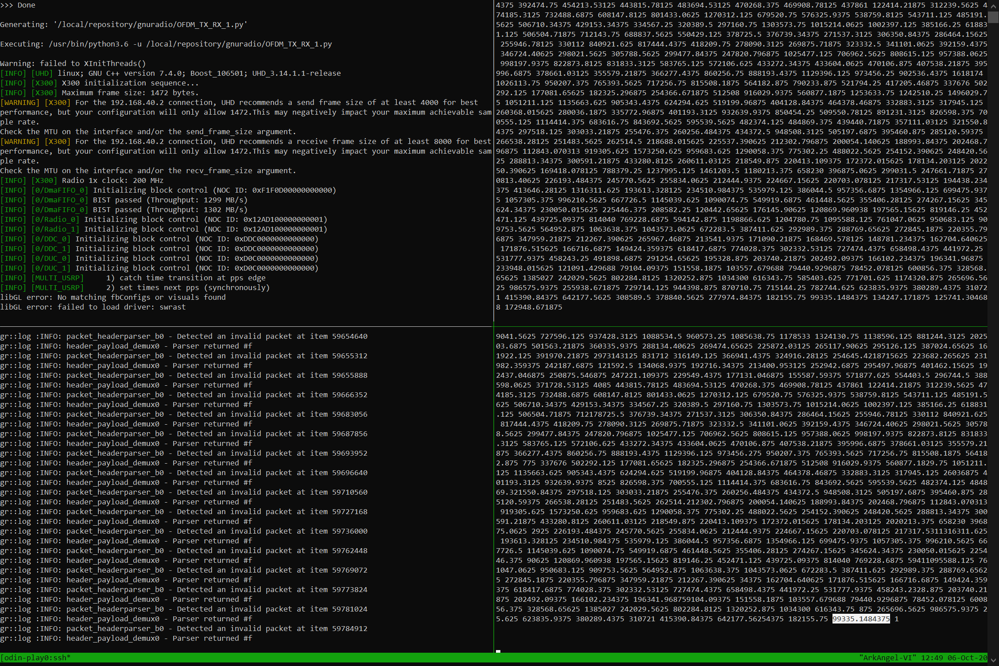 >>> Done
Generating: '/local/repository/gnuradio/OFDM_TX_RX_1.py'
Executing: /usr/bin/python3.6 -u /local/repository/gnuradio/OFDM_TX_RX_1.py
Warning: failed to XInitThreads()
[INFO] [UHD] linux; GNU C++ version 7.4.0; Boost_106501; UHD_3.14.1.1-release
[INFO] [X300] X300 initialization sequence...
[INFO] [X300] Maximum frame size: 1472 bytes.
[WARNING] [X300] For the 192.168.40.2 connection, UHD recommends a send frame size of at least 4000 for best
performance, but your configuration will only allow 1472.This may negatively impact your maximum achievable sam
ple rate.
Check the MTU on the interface and/or the send_frame_size argument.
[WARNING] [X300] For the 192.168.40.2 connection, UHD recommends a receive frame size of at least 8000 for best
performance, but your configuration will only allow 1472.This may negatively impact your maximum achievable sam
ple rate.
Check the MTU on the interface and/or the recv_frame_size argument.
[INFO] [X300] Radio 1x clock: 200 MHz
[INFO] [0/DmaFIFO_0] Initializing block control (NOC ID: 0xF1F0D00000000000)
[INFO] [0/DmaFIFO_0] BIST passed (Throughput: 1299 MB/s)
[INFO] [0/DmaFIFO_0] BIST passed (Throughput: 1302 MB/s)
[INFO] [0/Radio_0] Initializing block control (NOC ID: 0x12AD100000000001)
[INFO] [0/Radio_1] Initializing block control (NOC ID: 0x12AD100000000001)
[INFO] [0/DDC_0] Initializing block control (NOC ID: 0xDDC0000000000000)
[INFO] [0/DDC_1] Initializing block control (NOC ID: 0xDDC0000000000000)
[INFO] [0/DUC_0] Initializing block control (NOC ID: 0xD0C0000000000000)
[INFO] [0/DUC_1] Initializing block control (NOC ID: 0xD0C0000000000000)
[INFO] [MULTI_USRP]     1) catch time transition at pps edge
[INFO] [MULTI_USRP]     2) set times next pps (synchronously)
libGL error: No matching fbConfigs or visuals found
libGL error: failed to load driver: swrast
4375 392474.75 454213.53125 443815.78125 483694.53125 470268.375 469908.78125 437861 122414.21875 312239.5625 4
74185.3125 732488.6875 608147.8125 801433.0625 1270312.125 679520.75 576325.9375 538759.8125 543711.125 485191.
5625 506710.34375 429153.34375 334567.25 320389.5 297160.75 1303573.75 1015214.0625 1002397.125 385166.25 61883
1.125 506504.71875 712143.75 688837.5625 550429.125 378725.5 376739.34375 271537.3125 306350.84375 286464.15625
255946.78125 330112 840921.625 817444.4375 418209.75 278090.3125 269875.71875 323332.5 341101.0625 392159.4375
346724.40625 298021.5625 305788.5625 299477.84375 247820.796875 1025477.125 706962.5625 808615.125 957388.0625
998197.9375 822873.8125 831833.3125 583765.125 572106.625 433272.34375 433604.0625 470106.875 407538.21875 395
996.6875 378661.03125 355579.21875 366277.4375 860256.75 888193.4375 1129396.125 973456.25 902536.4375 1618174
1026113.75 950207.375 765393.5625 717256.75 815508.1875 564182.875 790233.875 521794.25 417205.46875 337676 502
292.125 177081.65625 182325.296875 254366.671875 512508 916029.9375 560877.1875 1253633.75 1242510.25 1496029.7
5 1051211.125 1135663.625 905343.4375 624294.625 519199.96875 404128.84375 464378.46875 332883.3125 317945.125
260368.015625 280036.1875 335772.96875 401193.3125 932639.9375 850454.25 509550.78125 891231.3125 826598.375 70
0555.125 1114414.375 683616.75 843692.5625 595539.5625 482374.125 484869.375 439440.71875 357111.03125 321550.8
4375 297518.125 303033.21875 255476.375 260256.484375 434372.5 948508.3125 505197.6875 395460.875 285120.59375
266538.28125 251483.5625 262514.5 218688.015625 225537.390625 212302.796875 200054.140625 188993.84375 202468.7
96875 112843.070313 919305.625 1573250.625 959683.625 1290058.375 775302.25 488022.5625 254152.390625 248420.56
25 288813.34375 300591.21875 433280.8125 260611.03125 218549.875 220413.109375 172372.015625 178134.203125 2022
50.390625 169418.078125 788379.25 1237995.125 1461203.5 1180213.375 658230 396875.0625 299031.5 247661.71875 27
0813.40625 226193.484375 245770.5625 255834.0625 212444.9375 224667.15625 220703.078125 217317.53125 194438.234
375 413646.28125 1316311.625 193613.328125 234510.984375 535979.125 386044.5 957356.6875 1354966.125 699475.937
5 1057305.375 996210.5625 667726.5 1145039.625 1090074.75 549919.6875 461448.5625 355406.28125 274267.15625 345
624.34375 230050.015625 225446.375 208582.25 120442.65625 176145.90625 120869.960938 197565.15625 819146.25 452
471.125 439725.09375 814040 769228.6875 594142.875 1198866.625 1204780.75 1095588.125 761047.0625 950683.125 90
9753.5625 564952.875 1063638.375 1043573.0625 672283.5 387411.625 292989.375 288769.65625 272845.1875 220355.79
6875 347959.21875 212267.390625 265967.46875 213541.9375 171090.21875 168469.578125 148781.234375 162704.640625
171876.515625 166716.6875 149424.359375 618417.6875 774028.375 302332.53125 727474.4375 658498.4375 441972.25
531777.9375 458243.25 491898.6875 291254.65625 195328.875 203740.21875 202492.09375 166102.234375 196341.96875
233948.015625 121091.429688 79104.09375 151558.1875 103557.679688 79440.9296875 78452.078125 600856.375 328568.
65625 1385027 242029.5625 802284.8125 1320252.875 1034300 616343.75 585403.625 771701.625 1174320.875 265696.56
25 986575.9375 255938.671875 729714.125 944398.875 870710.75 715144.25 782744.625 623835.9375 380289.4375 31072
1 415390.84375 642177.5625 308589.5 378840.5625 277974.84375 182155.75 99335.1484375 134247.171875 125741.30468
8 172948.671875
gr::log :INFO: packet_headerparser_b0 - Detected an invalid packet at item 59654640
gr::log :INFO: header_payload_demux0 - Parser returned #f
gr::log :INFO: packet_headerparser_b0 - Detected an invalid packet at item 59655312
gr::log :INFO: header_payload_demux0 - Parser returned #f
gr::log :INFO: packet_headerparser_b0 - Detected an invalid packet at item 59655888
gr::log :INFO: header_payload_demux0 - Parser returned #f
gr::log :INFO: packet_headerparser_b0 - Detected an invalid packet at item 59666352
gr::log :INFO: header_payload_demux0 - Parser returned #f
gr::log :INFO: packet_headerparser_b0 - Detected an invalid packet at item 59683056
gr::log :INFO: header_payload_demux0 - Parser returned #f
gr::log :INFO: packet_headerparser_b0 - Detected an invalid packet at item 59687856
gr::log :INFO: header_payload_demux0 - Parser returned #f
gr::log :INFO: packet_headerparser_b0 - Detected an invalid packet at item 59693952
gr::log :INFO: header_payload_demux0 - Parser returned #f
gr::log :INFO: packet_headerparser_b0 - Detected an invalid packet at item 59696640
gr::log :INFO: header_payload_demux0 - Parser returned #f
gr::log :INFO: packet_headerparser_b0 - Detected an invalid packet at item 59710560
gr::log :INFO: header_payload_demux0 - Parser returned #f
gr::log :INFO: packet_headerparser_b0 - Detected an invalid packet at item 59727168
gr::log :INFO: header_payload_demux0 - Parser returned #f
gr::log :INFO: packet_headerparser_b0 - Detected an invalid packet at item 59736000
gr::log :INFO: header_payload_demux0 - Parser returned #f
gr::log :INFO: packet_headerparser_b0 - Detected an invalid packet at item 59762448
gr::log :INFO: header_payload_demux0 - Parser returned #f
gr::log :INFO: packet_headerparser_b0 - Detected an invalid packet at item 59769072
gr::log :INFO: header_payload_demux0 - Parser returned #f
gr::log :INFO: packet_headerparser_b0 - Detected an invalid packet at item 59773824
gr::log :INFO: header_payload_demux0 - Parser returned #f
gr::log :INFO: packet_headerparser_b0 - Detected an invalid packet at item 59781024
gr::log :INFO: header_payload_demux0 - Parser returned #f
gr::log :INFO: packet_headerparser_b0 - Detected an invalid packet at item 59784912
gr::log :INFO: header_payload_demux0 - Parser returned #f
9041.5625 727596.125 937428.3125 1088534.5 960573.25 1085638.75 1178533 1324130.75 1138596.125 881244.3125 2025
03.6875 501563.21875 360335.9375 288134.40625 269474.65625 225872.03125 265117.90625 295126.125 387024.65625 16
1922.125 391970.21875 2973143125 831712 316149.125 366941.4375 324916.28125 254645.4218715625 223682.265625 231
982.359375 242187.6875 121592.5 134068.9375 192716.34375 213400.953125 252942.6875 295497.96875 401462.15625 19
2437.046875 250875.546875 247221.109375 229549.4375 177131.046875 155587.59375 571877.625 554403.5 296744.5 388
598.0625 371728.53125 4085 443815.78125 483694.53125 470268.375 469908.78125 437861 122414.21875 312239.5625 47
4185.3125 732488.6875 608147.8125 801433.0625 1270312.125 679520.75 576325.9375 538759.8125 543711.125 485191.5
625 506710.34375 429153.34375 334567.25 320389.5 297160.75 1303573.75 1015214.0625 1002397.125 385166.25 618831
.125 506504.71875 712178725.5 376739.34375 271537.3125 306350.84375 286464.15625 255946.78125 330112 840921.625
817444.4375 418209.75 278090.3125 269875.71875 323332.5 341101.0625 392159.4375 346724.40625 298021.5625 30578
8.5625 299477.84375 247820.796875 1025477.125 706962.5625 808615.125 957388.0625 998197.9375 822873.8125 831833
.3125 583765.125 572106.625 433272.34375 433604.0625 470106.875 407538.21875 395996.6875 378661.03125 355579.21
875 366277.4375 860256.75 888193.4375 1129396.125 973456.275 950207.375 765393.5625 717256.75 815508.1875 56418
2.875 775 337676 502292.125 177081.65625 182325.296875 254366.671875 512508 916029.9375 560877.1829.75 1051211.
125 1135663.625 905343.4375 624294.625 519199.96875 404128.84375 464378.46875 332883.3125 317945.125 26036875 4
01193.3125 932639.9375 8525 826598.375 700555.125 1114414.375 683616.75 843692.5625 595539.5625 482374.125 4848
69.321550.84375 297518.125 303033.21875 255476.375 260256.484375 434372.5 948508.3125 505197.6875 395460.875 28
5120.59375 266538.28125 251483.5625 262514.212302.796875 200054.140625 188993.84375 202468.796875 112843.070313
919305.625 1573250.625 959683.625 1290058.375 775302.25 488022.5625 254152.390625 248420.5625 288813.34375 300
591.21875 433280.8125 260611.03125 218549.875 220413.109375 172372.015625 178134.203125 2020213.375 658230 3968
75.0625 2925 226193.484375 245770.5625 255834.0625 212444.9375 224667.15625 220703.078125 217317.5311316311.625
193613.328125 234510.984375 535979.125 386044.5 957356.6875 1354966.125 699475.9375 1057305.375 996210.5625 66
7726.5 1145039.625 1090074.75 549919.6875 461448.5625 355406.28125 274267.15625 345624.34375 230050.015625 2254
46.375 90625 120869.960938 197565.15625 819146.25 452471.125 439725.09375 814040 769228.6875 59411095588.125 76
1047.0625 950683.125 909753.5625 564952.875 1063638.375 1043573.0625 672283.5 387411.625 292989.375 288769.6562
5 272845.1875 220355.796875 347959.21875 212267.390625 34375 162704.640625 171876.515625 166716.6875 149424.359
375 618417.6875 774028.375 302332.53125 727474.4375 658498.4375 441972.25 531777.9375 458243.2328.875 203740.21
875 202492.09375 166102.234375 196341.968759104.09375 151558.1875 103557.679688 79440.9296875 78452.078125 6008
56.375 328568.65625 1385027 242029.5625 802284.8125 1320252.875 1034300 616343.75 875 265696.5625 986575.9375 2
5.625 623835.9375 380289.4375 310721 415390.84375 642177.56254375 182155.75 99335.1484375 1
[odin-play0:ssh* "ArkAngel-VI" 12:49 06-Oct-20